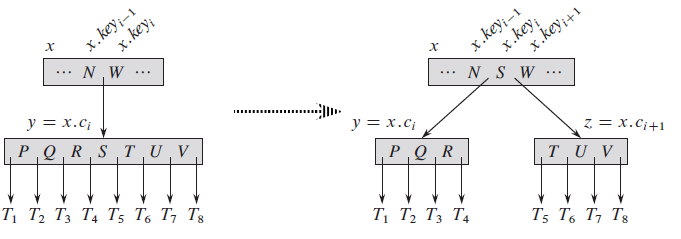 x x.key_{i−1} x.key_i
··· N W ···
y = x.c_i
P Q R S T U V
T_1 T_2 T_3 T_4 T_5 T_6 T_7 T_8
x x.key_{i−1} x.key_i x.key_{i+1}
··· N S W ···
y = x.c_i z = x.c_{i+1}
P Q R T U V
T_1 T_2 T_3 T_4 T_5 T_6 T_7 T_8